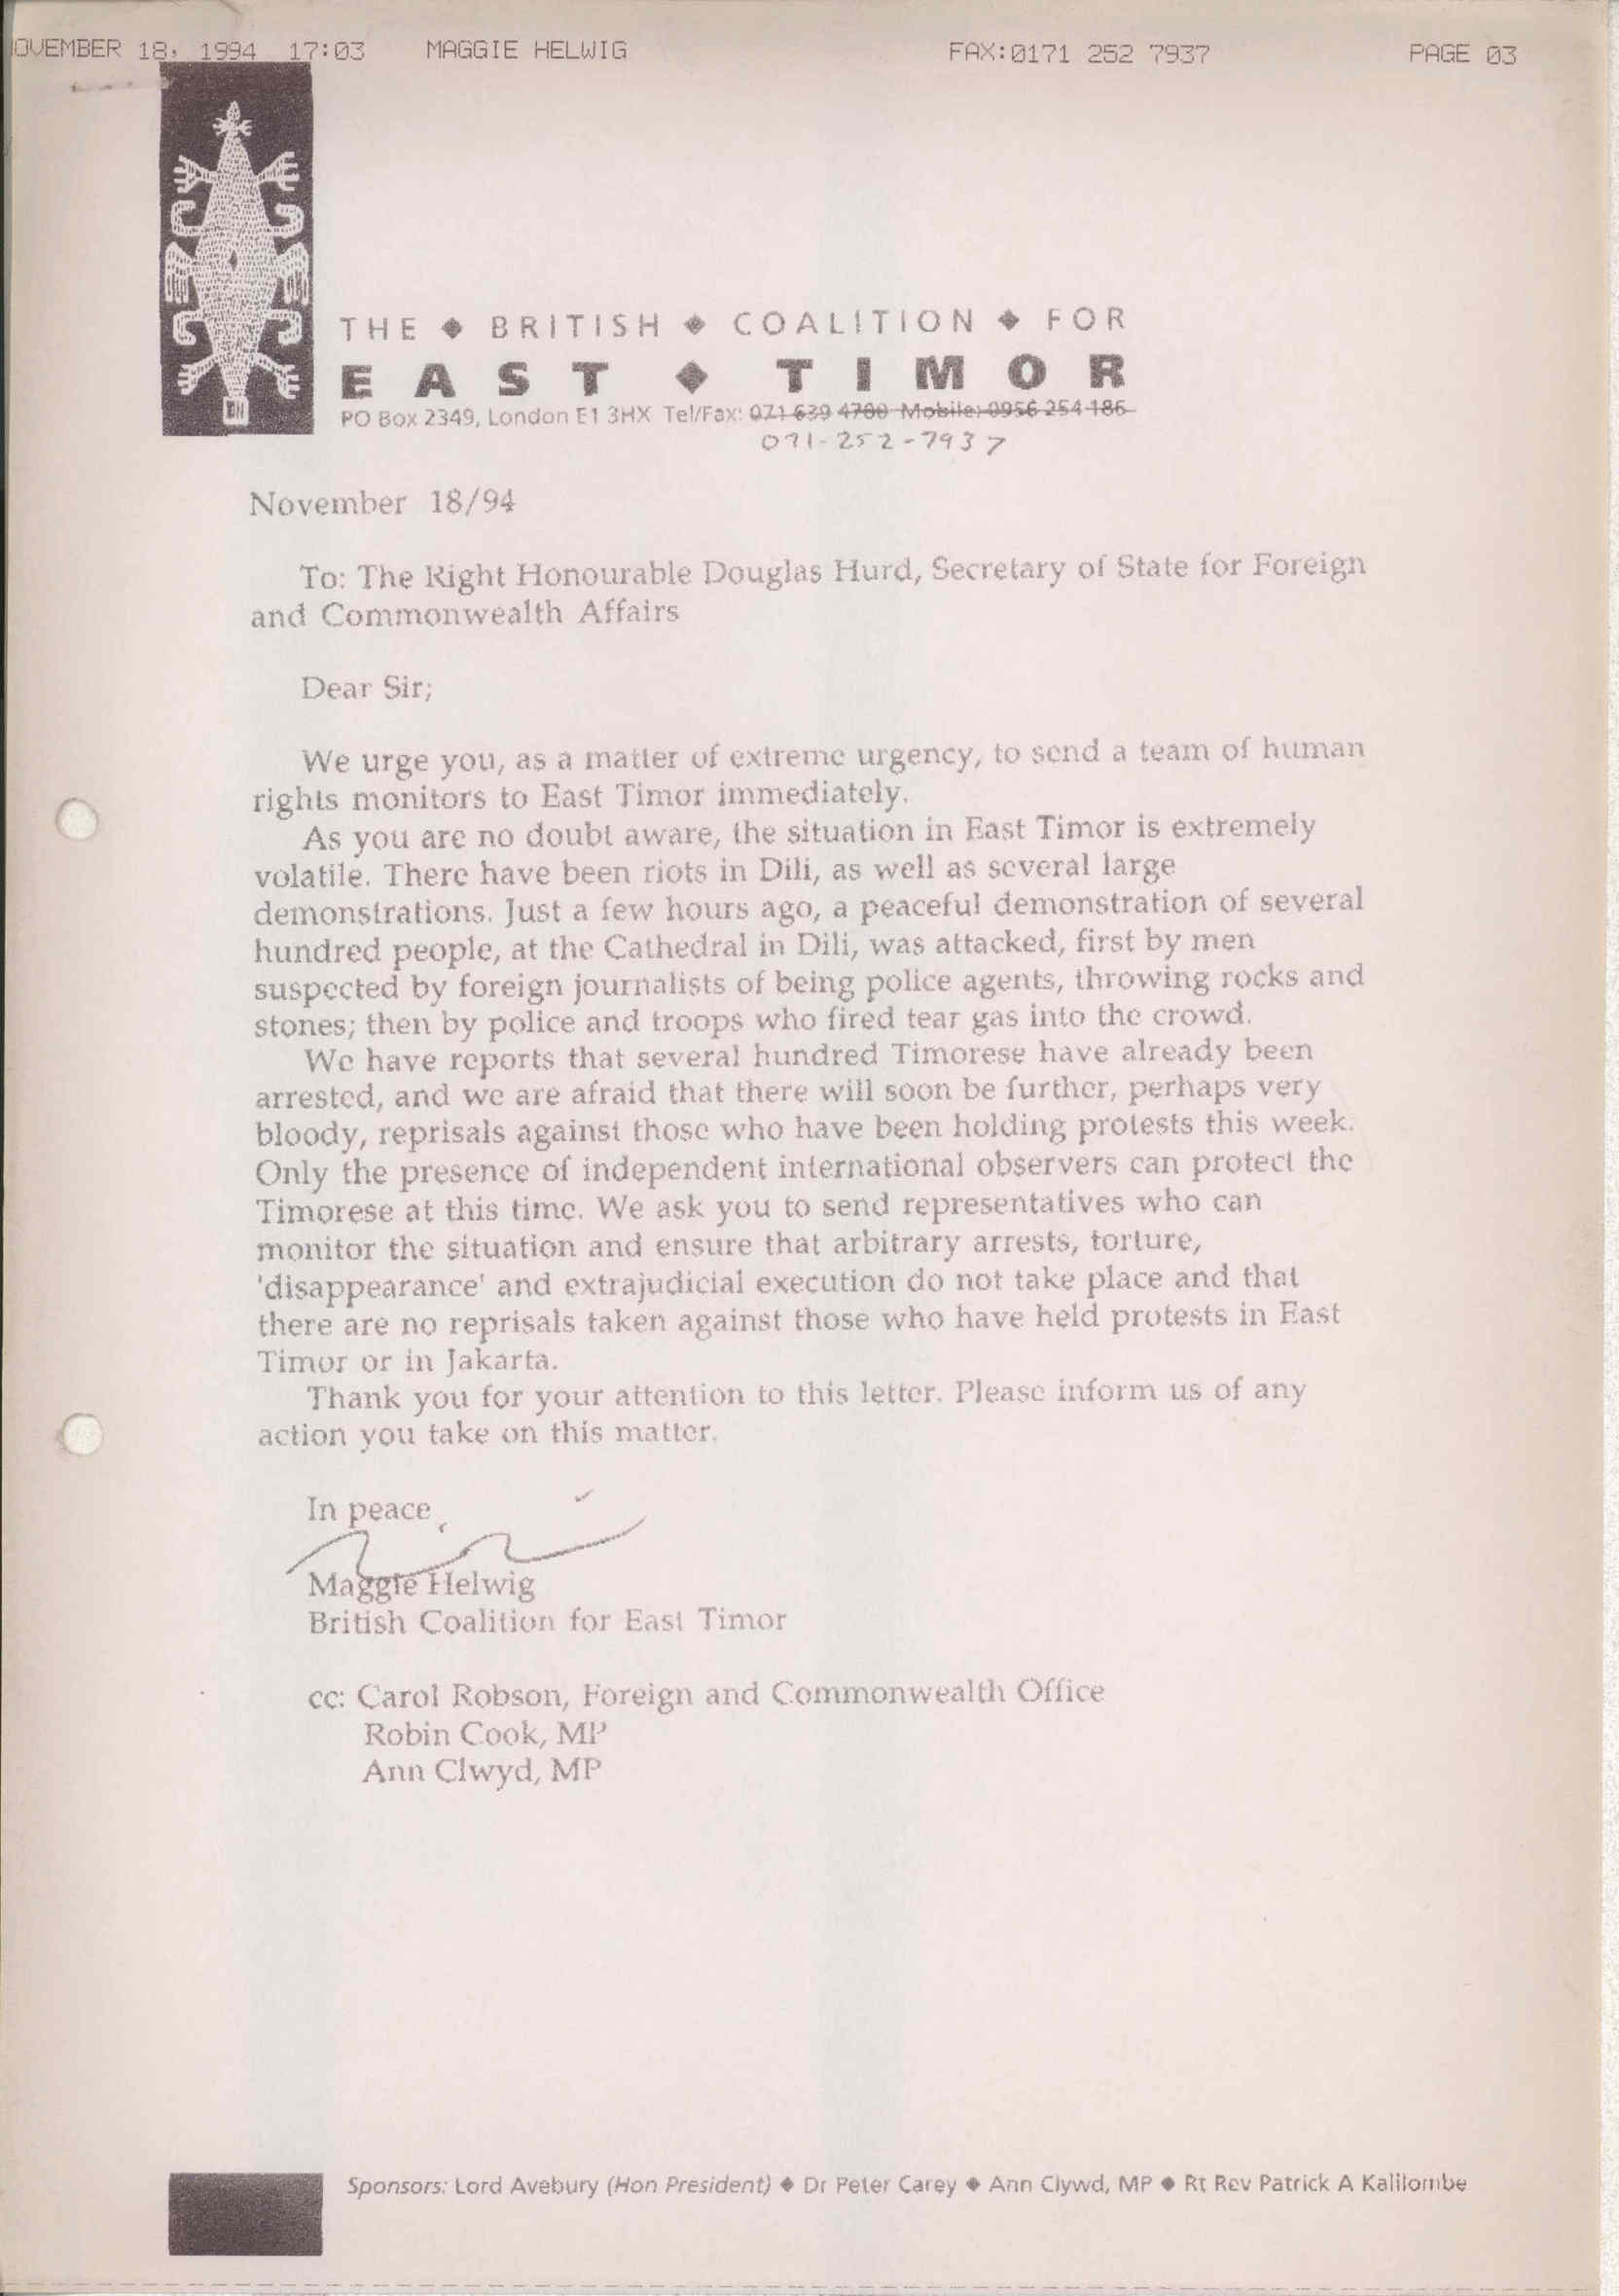 OVEMBER 18, 1994 17:03 MAGGIE HELWIG FAX:0171 252 7937 PAGE 03
THE ◆ BRITISH ◆ COALITION ◆ FOR
EAST ◆ TIMOR
PO Box 2349, London E1 3HX Tel/Fax: 071 639 4700 Mobile: 0956 254 186
071-252-7937
November 18/94
To: The Right Honourable Douglas Hurd, Secretary of State for Foreign
and Commonwealth Affairs
Dear Sir;
We urge you, as a matter of extreme urgency, to send a team of human
rights monitors to East Timor immediately.
As you are no doubt aware, the situation in East Timor is extremely
volatile. There have been riots in Dili, as well as several large
demonstrations. Just a few hours ago, a peaceful demonstration of several
hundred people, at the Cathedral in Dili, was attacked, first by men
suspected by foreign journalists of being police agents, throwing rocks and
stones; then by police and troops who fired tear gas into the crowd.
We have reports that several hundred Timorese have already been
arrested, and we are afraid that there will soon be further, perhaps very
bloody, reprisals against those who have been holding protests this week.
Only the presence of independent international observers can protect the
Timorese at this time. We ask you to send representatives who can
monitor the situation and ensure that arbitrary arrests, torture,
'disappearance' and extrajudicial execution do not take place and that
there are no reprisals taken against those who have held protests in East
Timor or in Jakarta.
Thank you for your attention to this letter. Please inform us of any
action you take on this matter.
In peace,
Maggie Helwig
British Coalition for East Timor
cc: Carol Robson, Foreign and Commonwealth Office
Robin Cook, MP
Ann Clwyd, MP
Sponsors: Lord Avebury (Hon President) ◆ Dr Peter Carey ◆ Ann Clywd, MP ◆ Rt Rev Patrick A Kalilombe